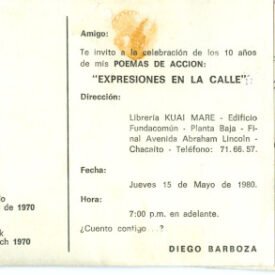 Amigo:
Te invito a la celebración de los 10 años
de mis POEMAS DE ACCION:
"EXPRESIONES EN LA CALLE"
Dirección:
Librería KUAI MARE - Edificio
Fundacomún - Planta Baja - Fi-
nal Avenida Abraham Lincoln -
Chacaíto - Teléfono: 71.66.57.
Fecha:
Jueves 15 de Mayo de 1980.
Hora:
7:00 p.m. en adelante.
¿Cuento contigo...?
DIEGO BARBOZA
de 1970
1970